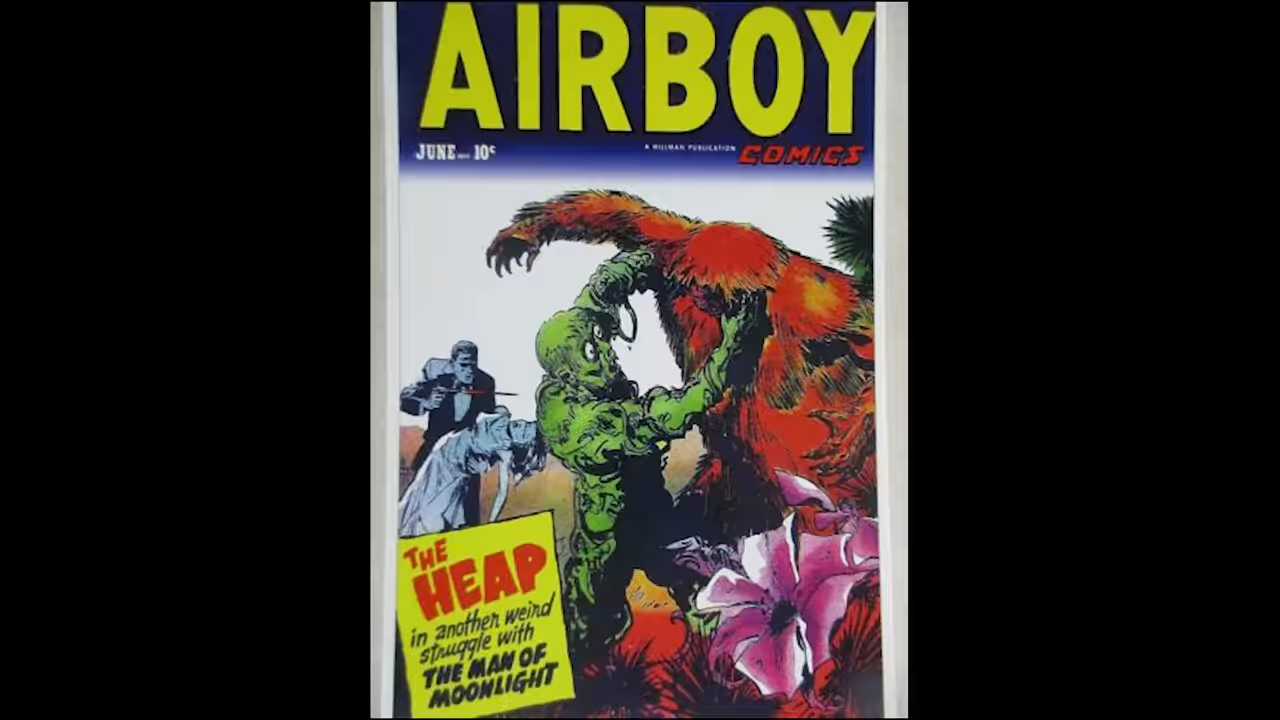 AIRBOY
JUNE 10¢
A HILLMAN PUBLICATION
COMICS
THE
HEAP
in another weird
struggle with
THE MAN OF
MOONLIGHT